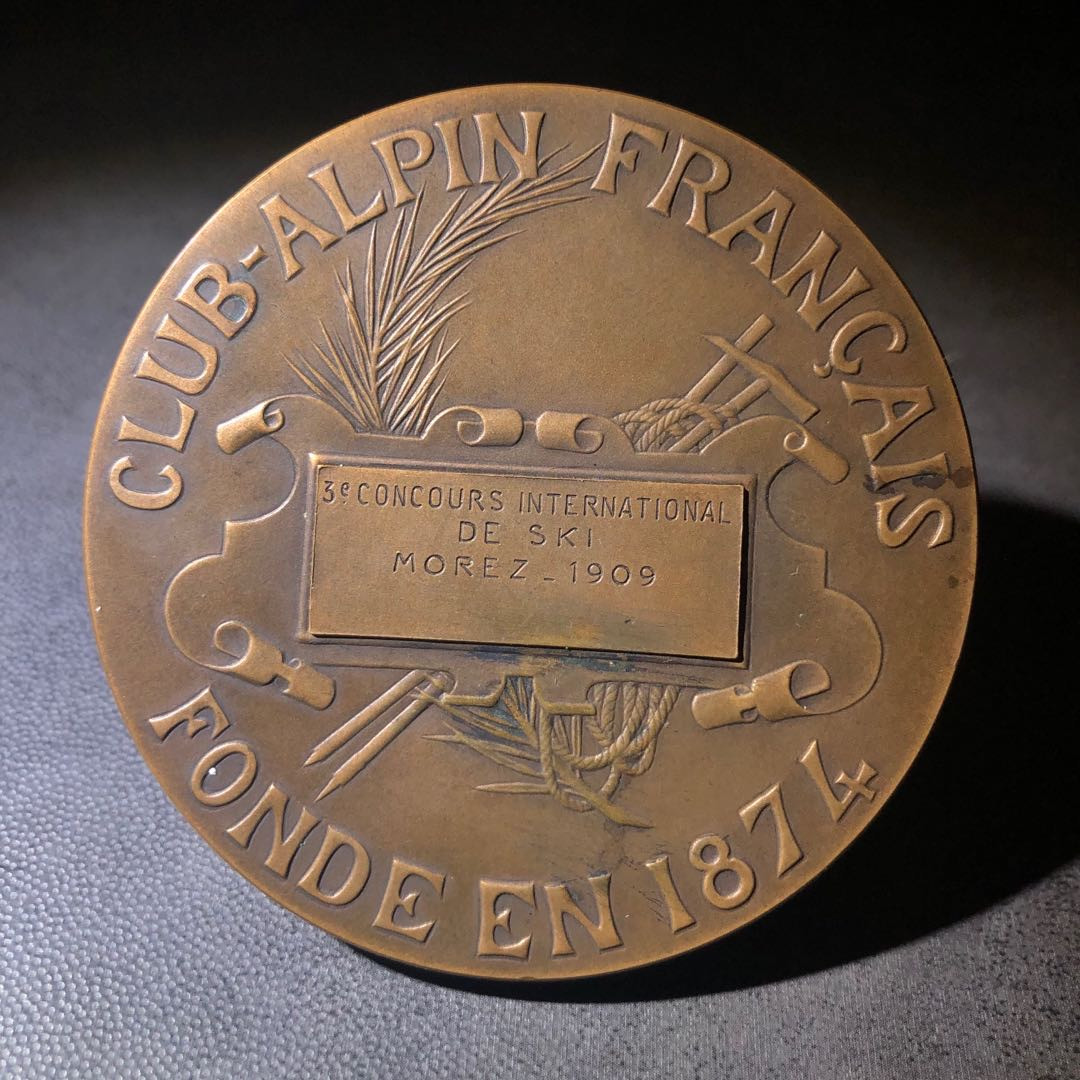 CLUB-ALPIN FRANÇAIS
3e CONCOURS INTERNATIONAL
DE SKI
MOREZ - 1909
FONDE EN 1874